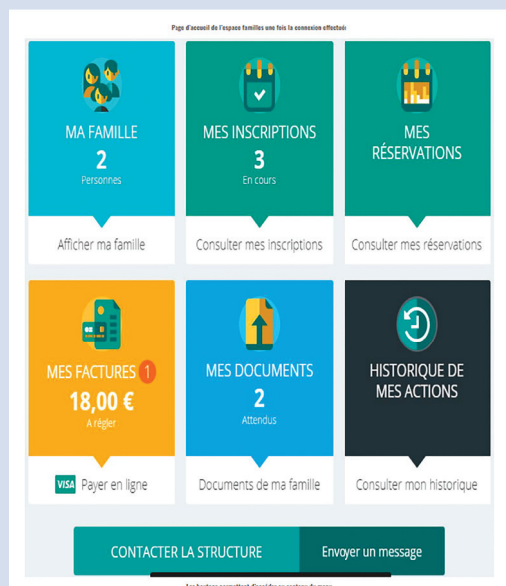 Page d'accueil de l'espace familles une fois la connexion effectuée
MA FAMILLE
2
Personnes
Afficher ma famille
MES INSCRIPTIONS
3
En cours
Consulter mes inscriptions
MES
RÉSERVATIONS
Consulter mes réservations
MES FACTURES 1
18,00 €
A régler
VISA Payer en ligne
MES DOCUMENTS
2
Attendus
Documents de ma famille
HISTORIQUE DE
MES ACTIONS
Consulter mon historique
CONTACTER LA STRUCTURE
Envoyer un message